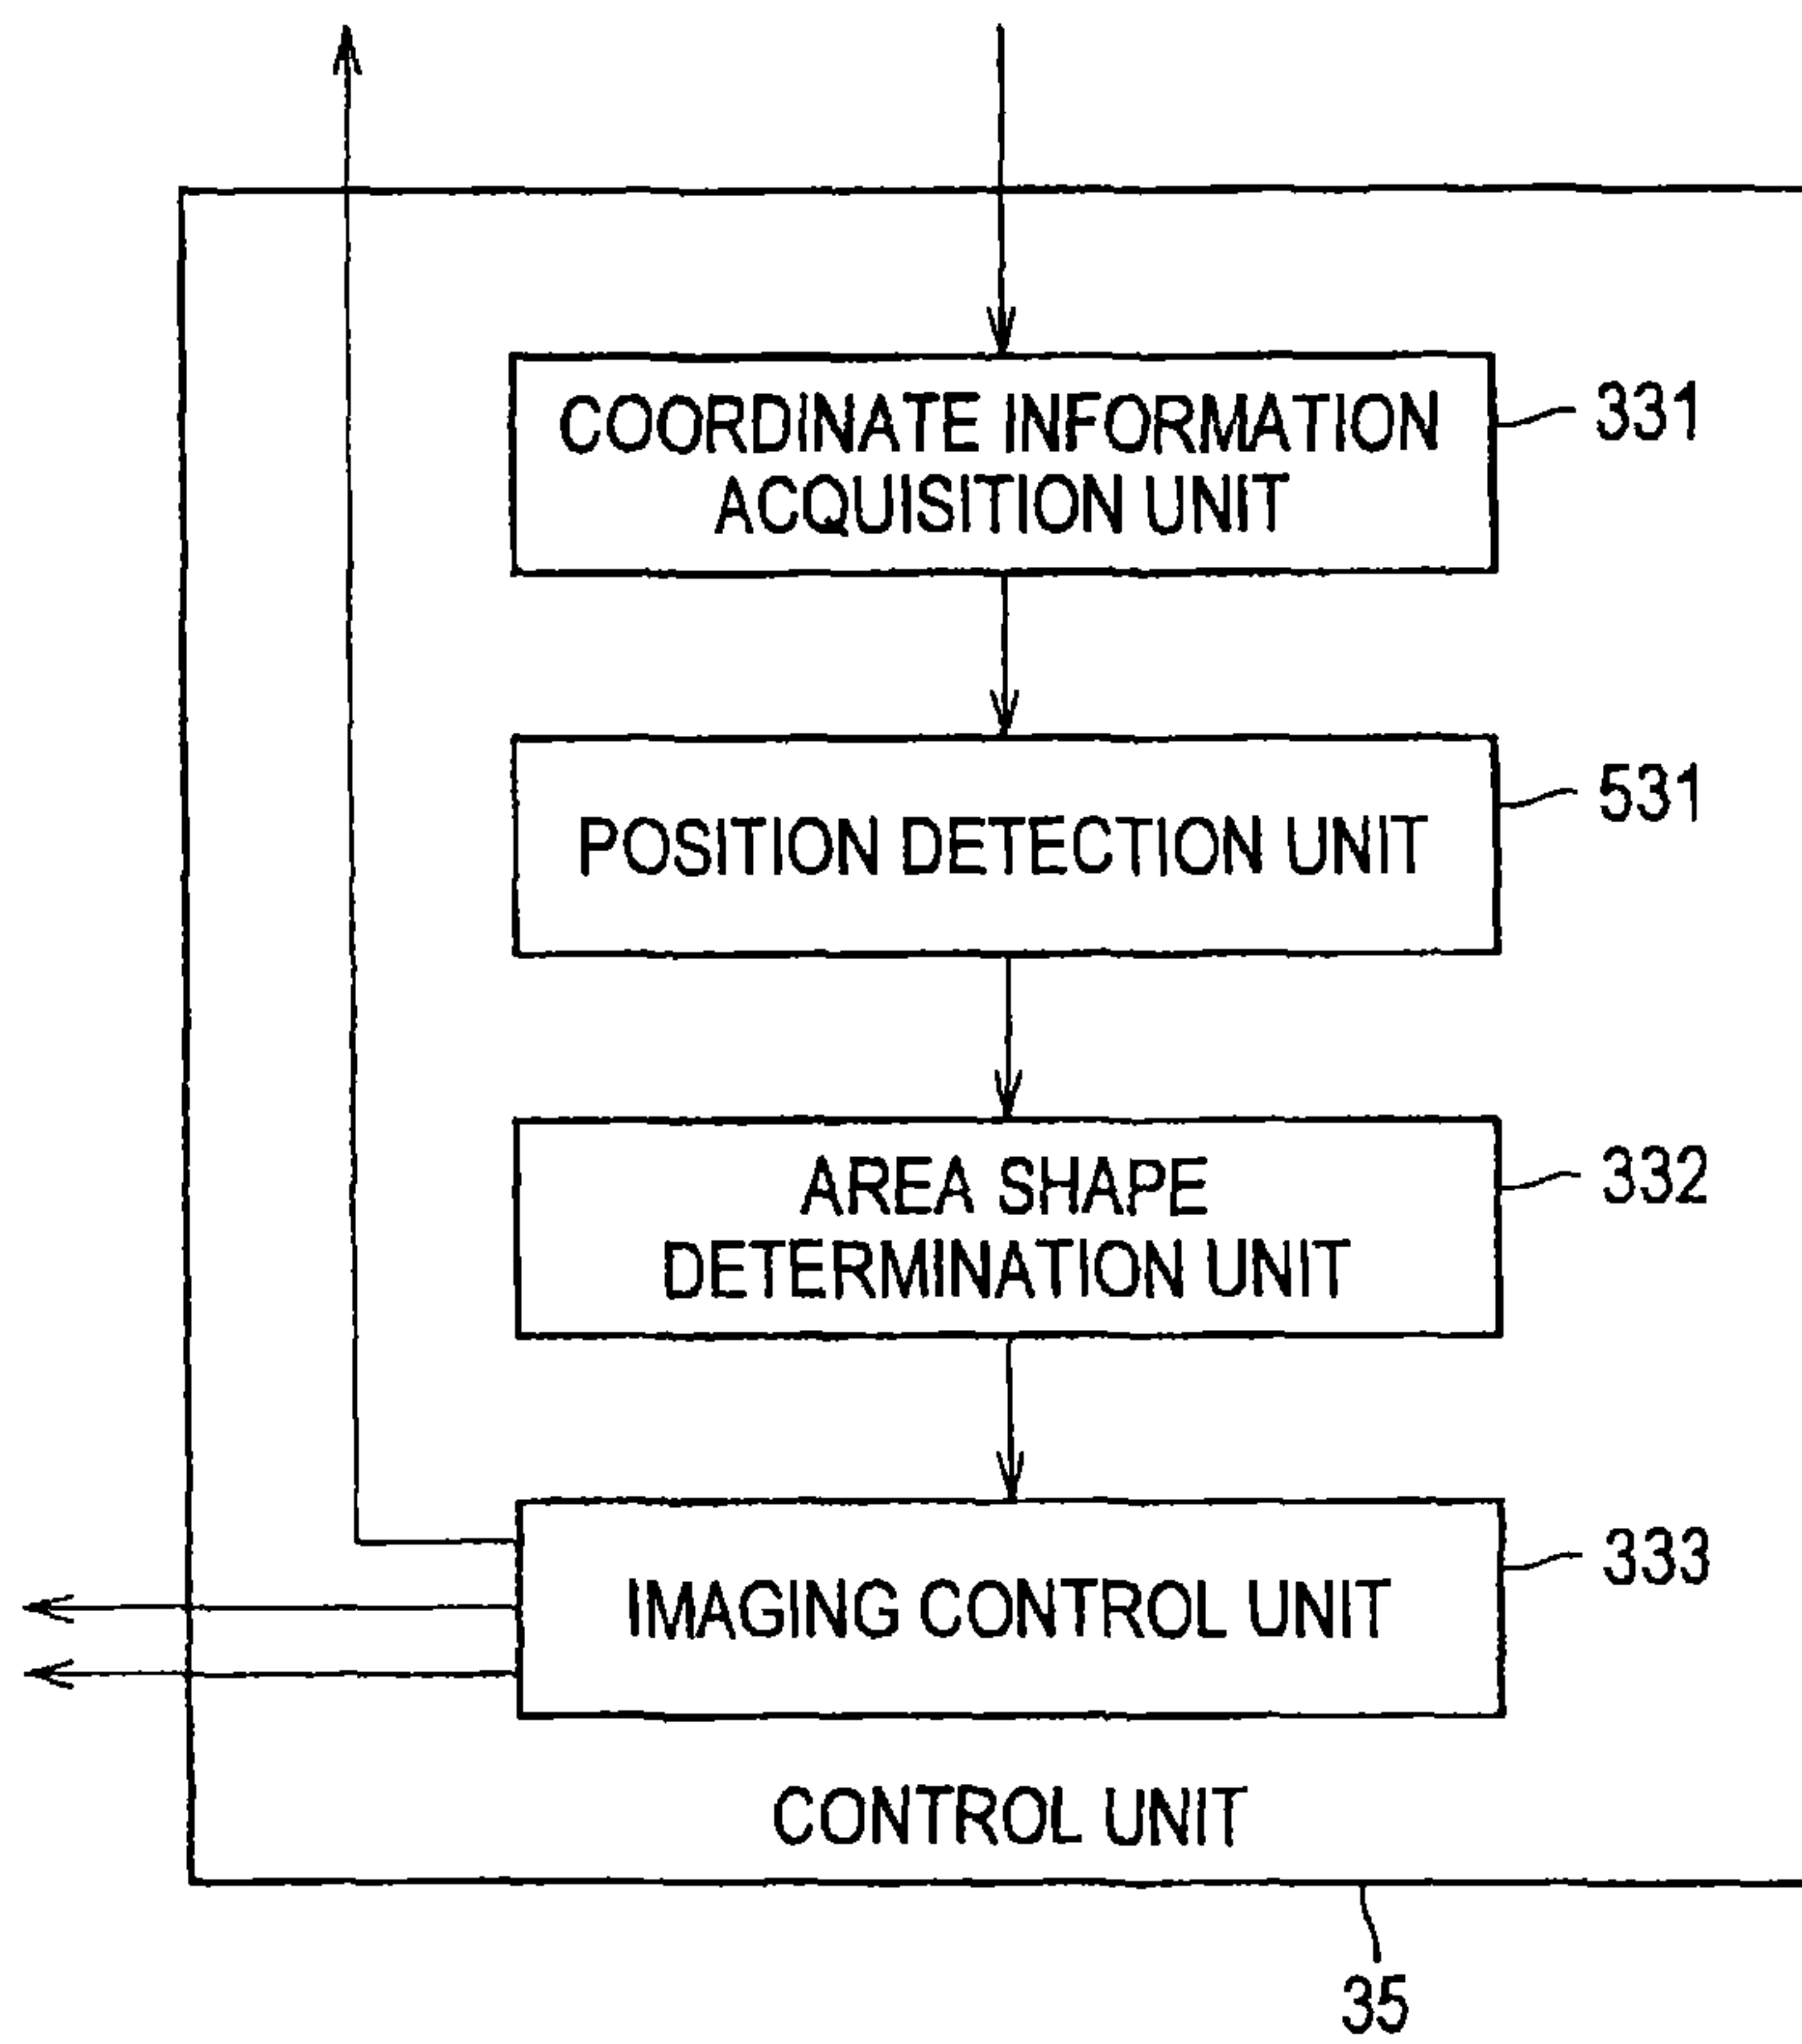 COORDINATE INFORMATION
ACQUISITION UNIT
331
POSITION DETECTION UNIT
531
AREA SHAPE
DETERMINATION UNIT
332
IMAGING CONTROL UNIT
333
CONTROL UNIT
35